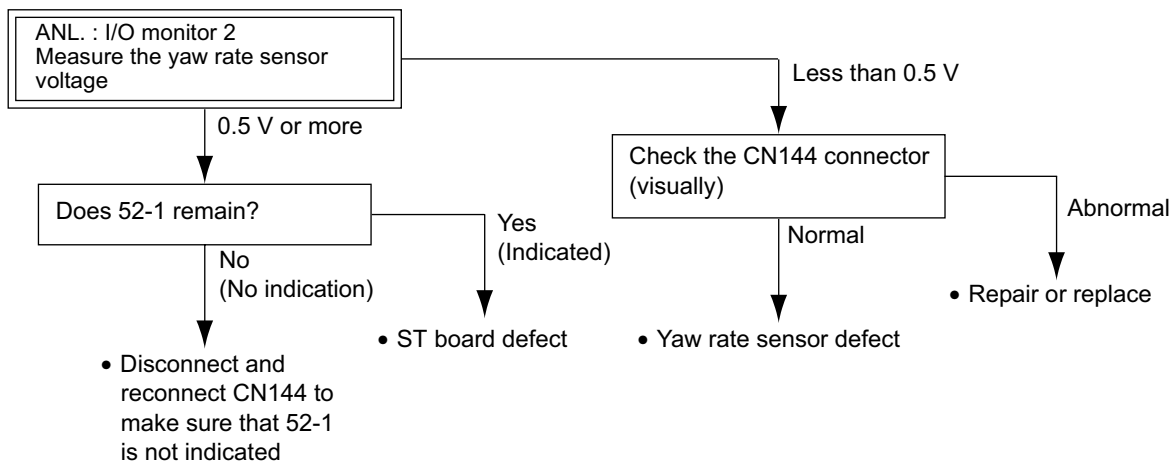 ANL. : I/O monitor 2
Measure the yaw rate sensor
voltage
Less than 0.5 V
0.5 V or more
Check the CN144 connector
(visually)
Does 52-1 remain?
Yes
(Indicated)
Normal
Abnormal
No
(No indication)
• Repair or replace
• ST board defect
• Yaw rate sensor defect
• Disconnect and
reconnect CN144 to
make sure that 52-1
is not indicated